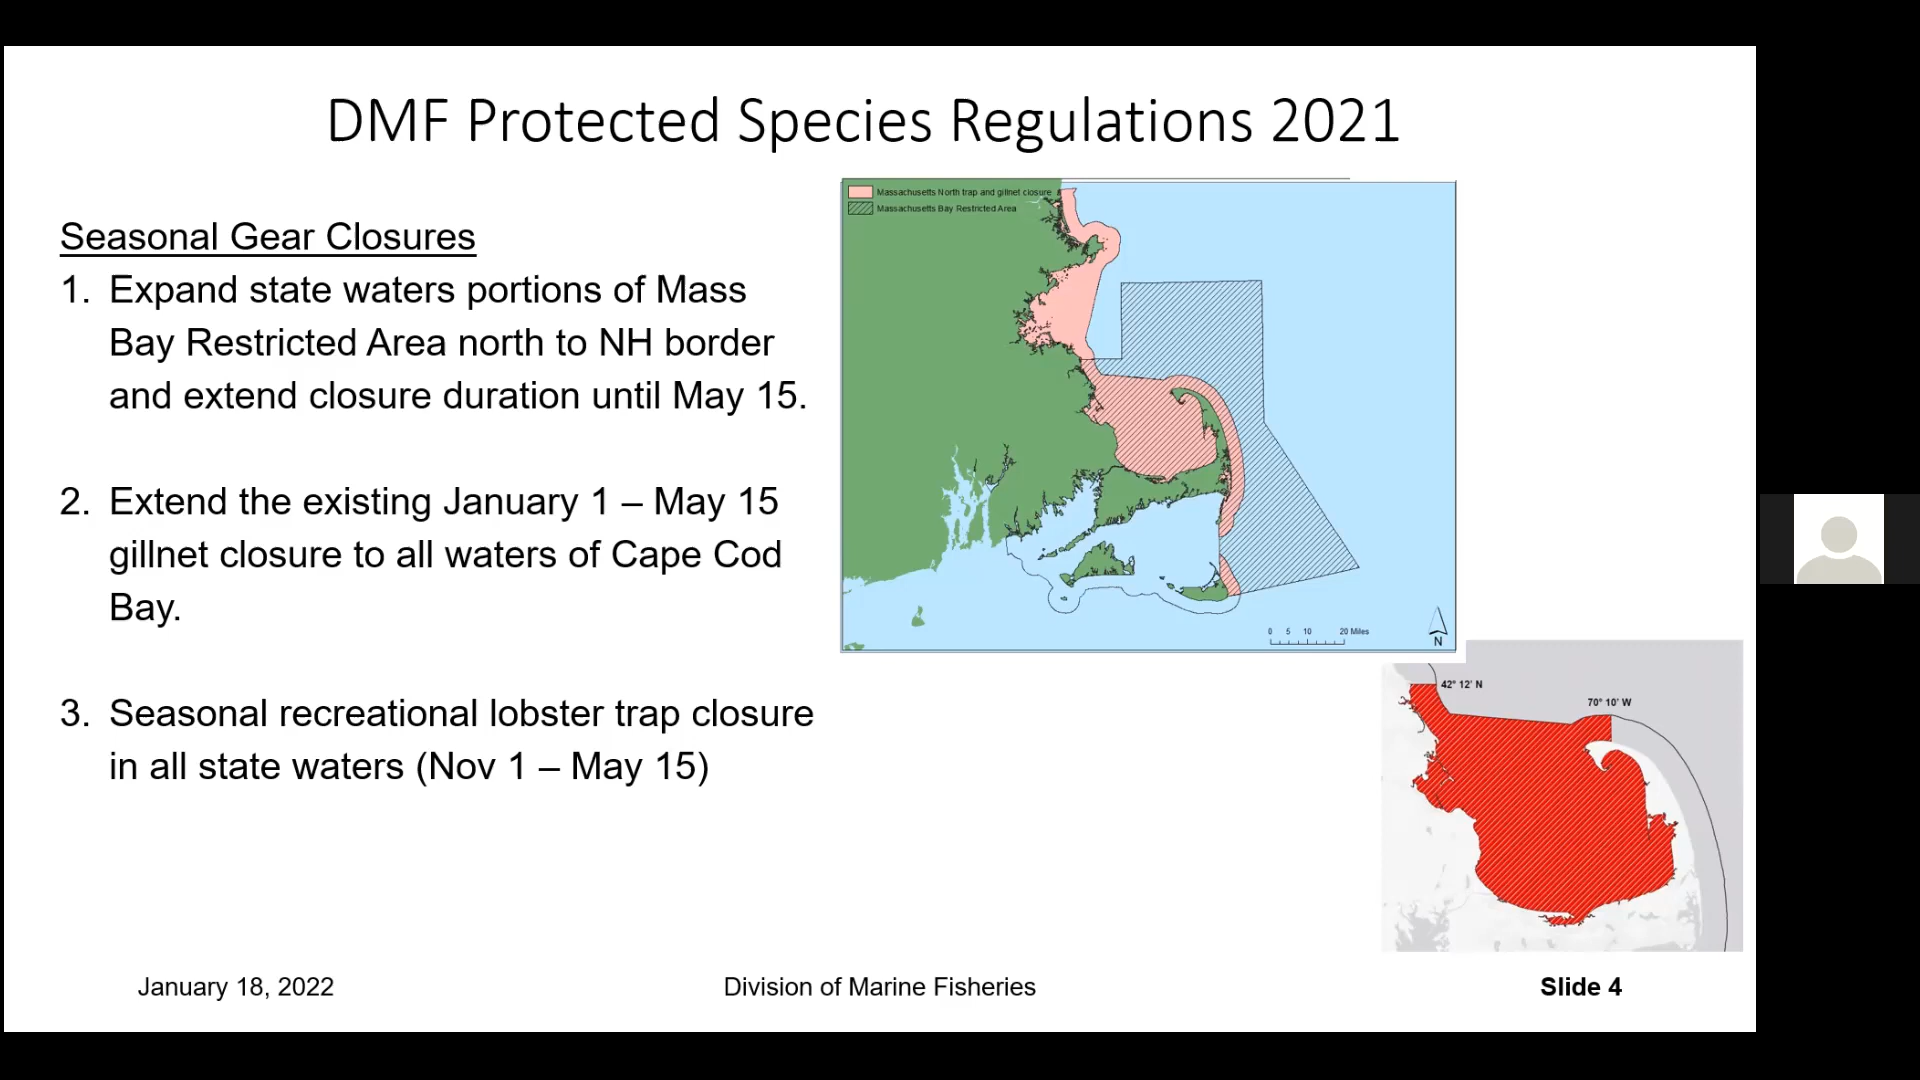 DMF Protected Species Regulations 2021
Seasonal Gear Closures
1. Expand state waters portions of Mass
Bay Restricted Area north to NH border
and extend closure duration until May 15.
2. Extend the existing January 1 – May 15
gillnet closure to all waters of Cape Cod
Bay.
3. Seasonal recreational lobster trap closure
in all state waters (Nov 1 – May 15)
Massachusetts North trap and gillnet closure
Massachusetts Bay Restricted Area
0 5 10 20 Miles
N
42° 12' N
70° 10' W
January 18, 2022
Division of Marine Fisheries
Slide 4